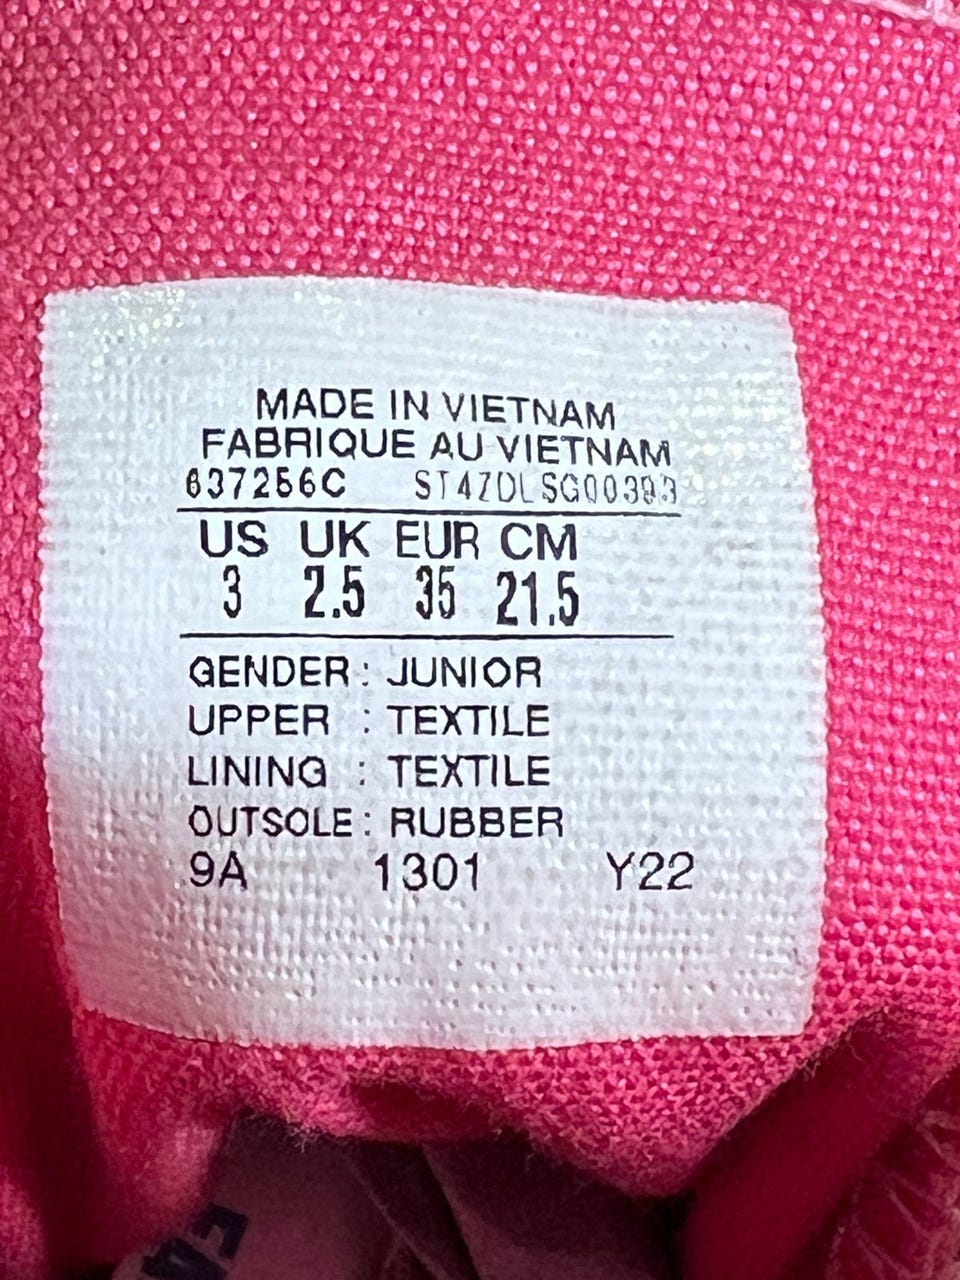 MADE IN VIETNAM
FABRIQUE AU VIETNAM
637256C ST4ZDLSG00393
US UK EUR CM
3 2.5 35 21.5
GENDER : JUNIOR
UPPER : TEXTILE
LINING : TEXTILE
OUTSOLE : RUBBER
9A 1301 Y22